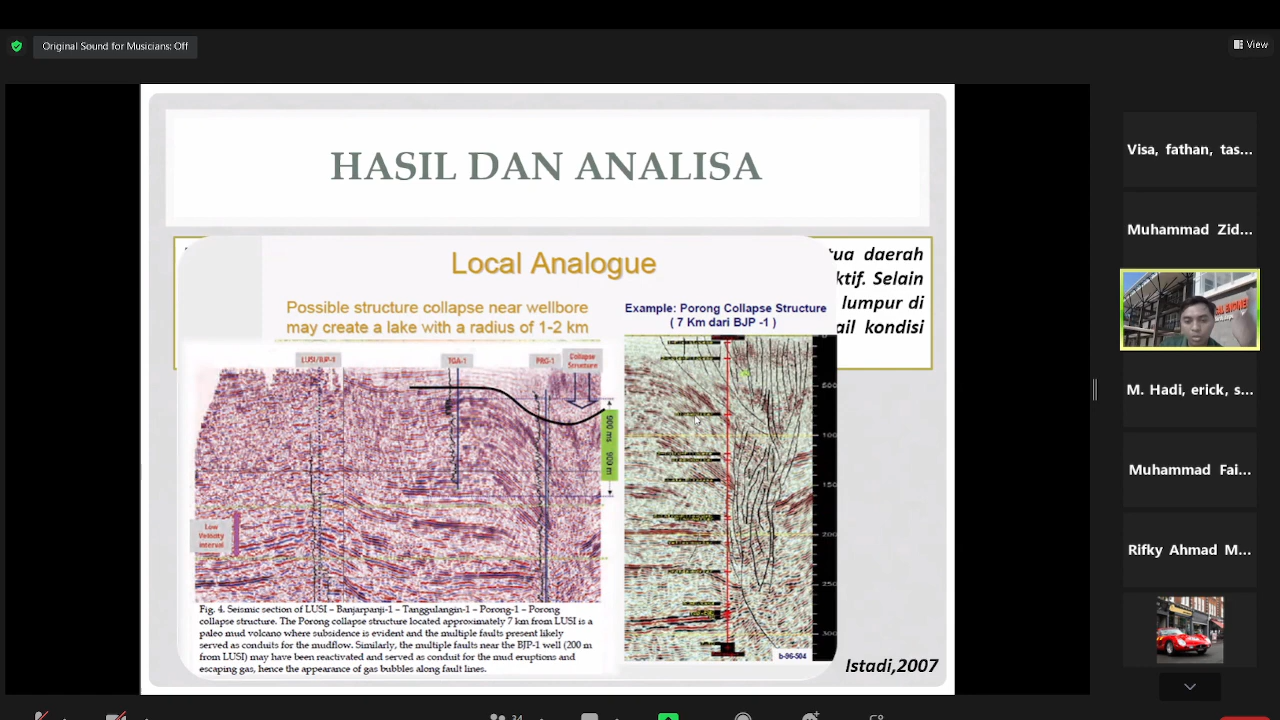 Original Sound for Musicians: Off
View
HASIL DAN ANALISA
tua daerah
ktif. Selain
lumpur di
ail kondisi
Local Analogue
Possible structure collapse near wellbore
may create a lake with a radius of 1-2 km
Example: Porong Collapse Structure
( 7 Km dari BJP -1 )
LUSI/BJP-1
TGA-1
PRG-1
Collapse
Structure
900 ms 900 m
Low
Velocity
interval
b-96-504
Fig. 4. Seismic section of LUSI – Banjarpanji-1 – Tanggulangin-1 – Porong-1 – Porong
collapse structure. The Porong collapse structure located approximately 7 km from LUSI is a
paleo mud volcano where subsidence is evident and the multiple faults present likely
served as conduits for the mudflow. Similarly, the multiple faults near the BJP-1 well (200 m
from LUSI) may have been reactivated and served as conduit for the mud eruptions and
escaping gas, hence the appearance of gas bubbles along fault lines.
Istadi,2007
Visa, fathan, tas...
Muhammad Zid...
M. Hadi, erick, s...
Muhammad Fai...
Rifky Ahmad M...
34